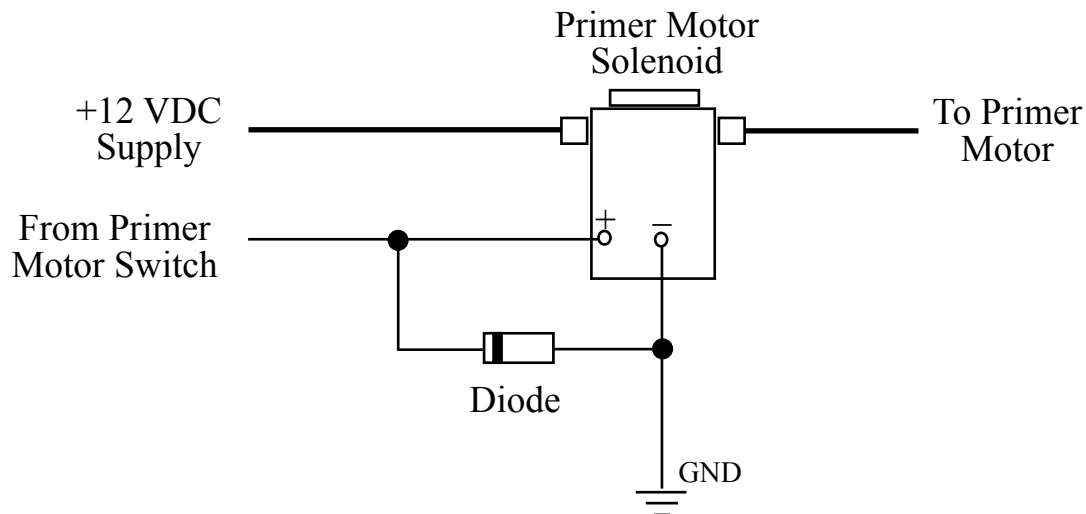 Primer Motor
Solenoid
+12 VDC
Supply
To Primer
Motor
From Primer
Motor Switch
+
–
Diode
GND